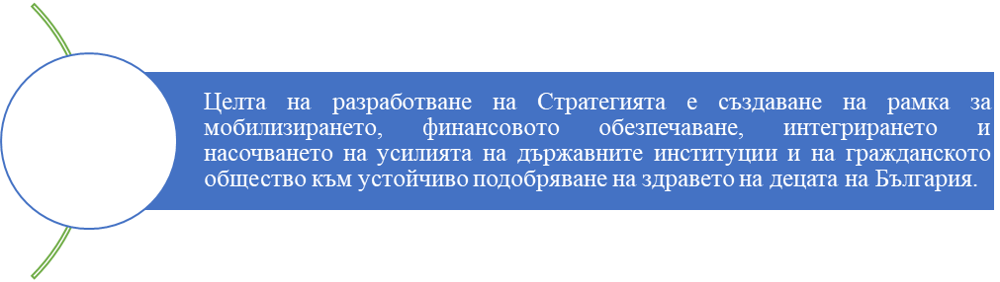 Целта на разработване на Стратегията е създаване на рамка за
мобилизирането, финансовото обезпечаване, интегрирането и
насочването на усилията на държавните институции и на гражданското
общество към устойчиво подобряване на здравето на децата на България.